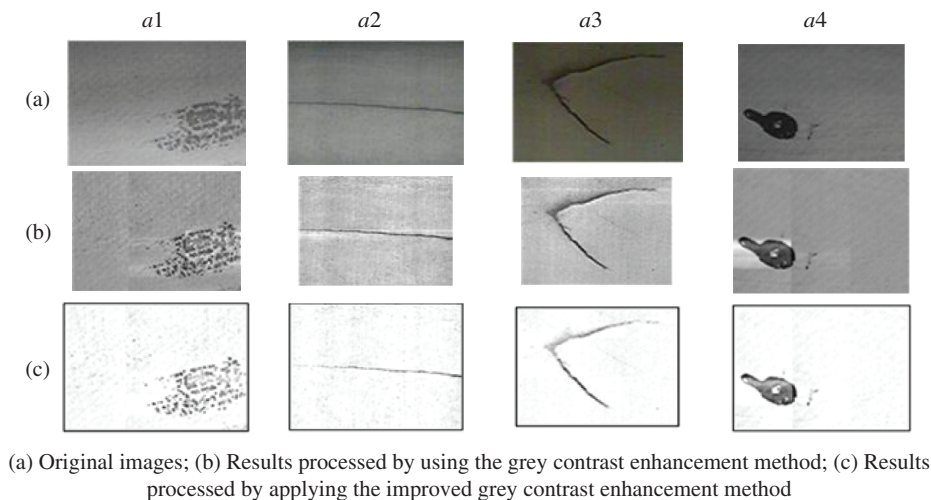 a1 a2 a3 a4
(a)
(b)
(c)
(a) Original images; (b) Results processed by using the grey contrast enhancement method; (c) Results
processed by applying the improved grey contrast enhancement method